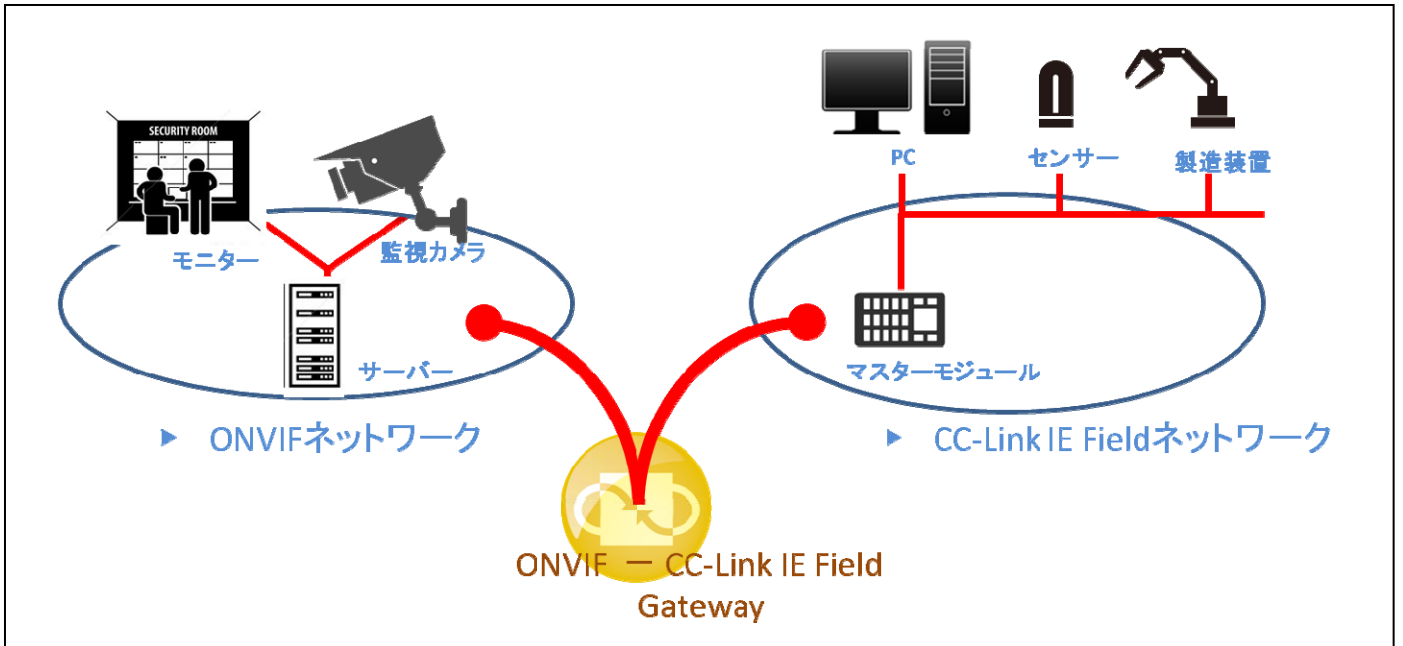 SECURITY ROOM
モニター
監視カメラ
サーバー
▶ ONVIFネットワーク
PC
センサー
製造装置
マスターモジュール
▶ CC-Link IE Fieldネットワーク
ONVIF － CC-Link IE Field
Gateway